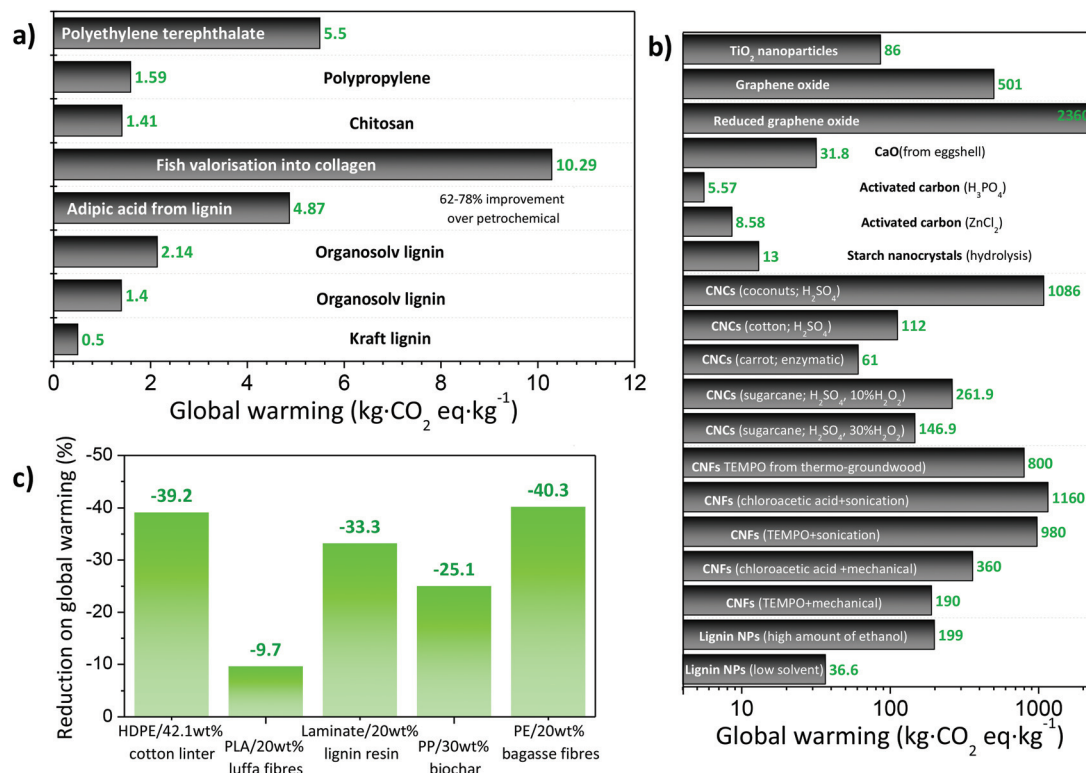 a)
Polyethylene terephthalate 5.5
1.59 Polypropylene
1.41 Chitosan
Fish valorisation into collagen 10.29
Adipic acid from lignin 4.87 62-78% improvement
over petrochemical
2.14 Organosolv lignin
1.4 Organosolv lignin
0.5 Kraft lignin
0 2 4 6 8 10 12
Global warming (kg·CO₂ eq·kg⁻¹)
b)
TiO₂ nanoparticles 86
Graphene oxide 501
Reduced graphene oxide 2360
31.8 CaO(from eggshell)
5.57 Activated carbon (H₃PO₄)
8.58 Activated carbon (ZnCl₂)
13 Starch nanocrystals (hydrolysis)
CNCs (coconuts; H₂SO₄) 1086
CNCs (cotton; H₂SO₄) 112
CNCs (carrot; enzymatic) 61
CNCs (sugarcane; H₂SO₄, 10%H₂O₂) 261.9
CNCs (sugarcane; H₂SO₄, 30%H₂O₂) 146.9
CNFs TEMPO from thermo-groundwood) 800
CNFs (chloroacetic acid+sonication) 1160
CNFs (TEMPO+sonication) 980
CNFs (chloroacetic acid +mechanical) 360
CNFs (TEMPO+mechanical) 190
Lignin NPs (high amount of ethanol) 199
Lignin NPs (low solvent) 36.6
10 100 1000
Global warming (kg·CO₂ eq·kg⁻¹)
c)
Reduction on global warming (%)
-50
-40
-30
-20
-10
0
-39.2
-9.7
-33.3
-25.1
-40.3
HDPE/42.1wt%
cotton linter
PLA/20wt%
luffa fibres
Laminate/20wt%
lignin resin
PP/30wt%
biochar
PE/20wt%
bagasse fibres